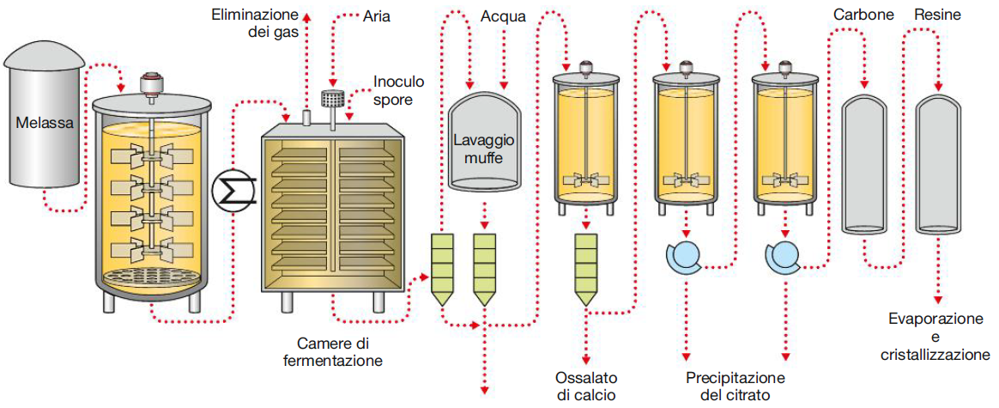 Eliminazione
dei gas
Aria
Acqua
Carbone
Resine
Melassa
Inoculo
spore
Lavaggio
muffe
Camere di
fermentazione
Ossalato
di calcio
Precipitazione
del citrato
Evaporazione
e
cristallizzazione